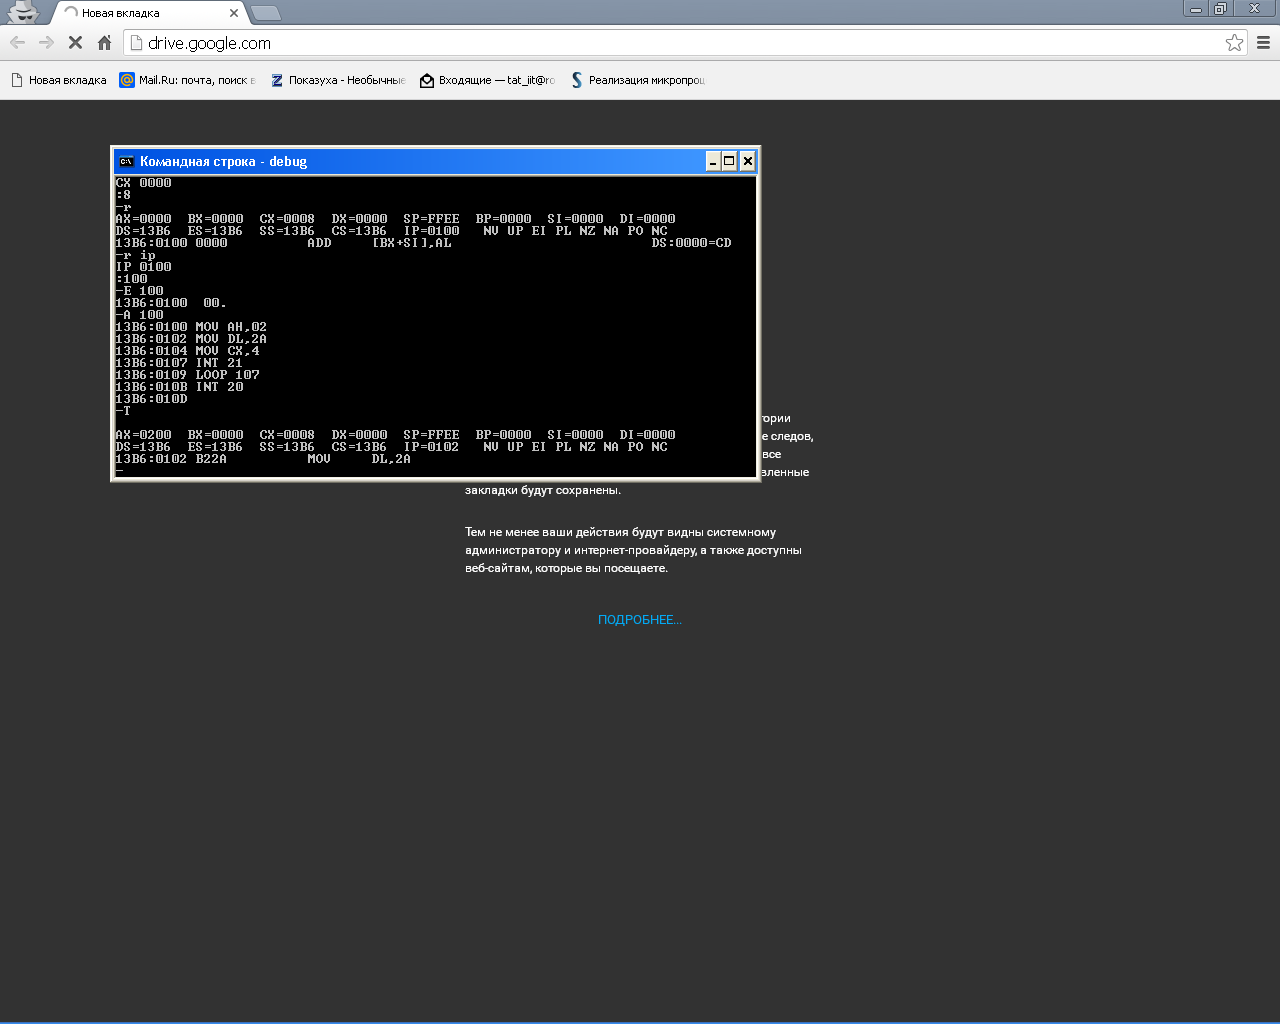 Новая вкладка
drive.google.com
Новая вкладка
Mail.Ru: почта, поиск в
Показуха - Необычные
Входящие — tat_iit@ro
Реализация микропроц
Командная строка - debug
CX 0000
:8
-r
AX=0000 BX=0000 CX=0008 DX=0000 SP=FFEE BP=0000 SI=0000 DI=0000
DS=13B6 ES=13B6 SS=13B6 CS=13B6 IP=0100 NV UP EI PL NZ NA PO NC
13B6:0100 0000 ADD [BX+SI],AL DS:0000=CD
-r ip
IP 0100
:100
-E 100
13B6:0100 00.
-A 100
13B6:0100 MOV AH,02
13B6:0102 MOV DL,2A
13B6:0104 MOV CX,4
13B6:0107 INT 21
13B6:0109 LOOP 107
13B6:010B INT 20
13B6:010D
-T
AX=0200 BX=0000 CX=0008 DX=0000 SP=FFEE BP=0000 SI=0000 DI=0000
DS=13B6 ES=13B6 SS=13B6 CS=13B6 IP=0102 NV UP EI PL NZ NA PO NC
13B6:0102 B22A MOV DL,2A
-
тории
е следов,
все
вленные
закладки будут сохранены.
Тем не менее ваши действия будут видны системному
администратору и интернет-провайдеру, а также доступны
веб-сайтам, которые вы посещаете.
ПОДРОБНЕЕ...